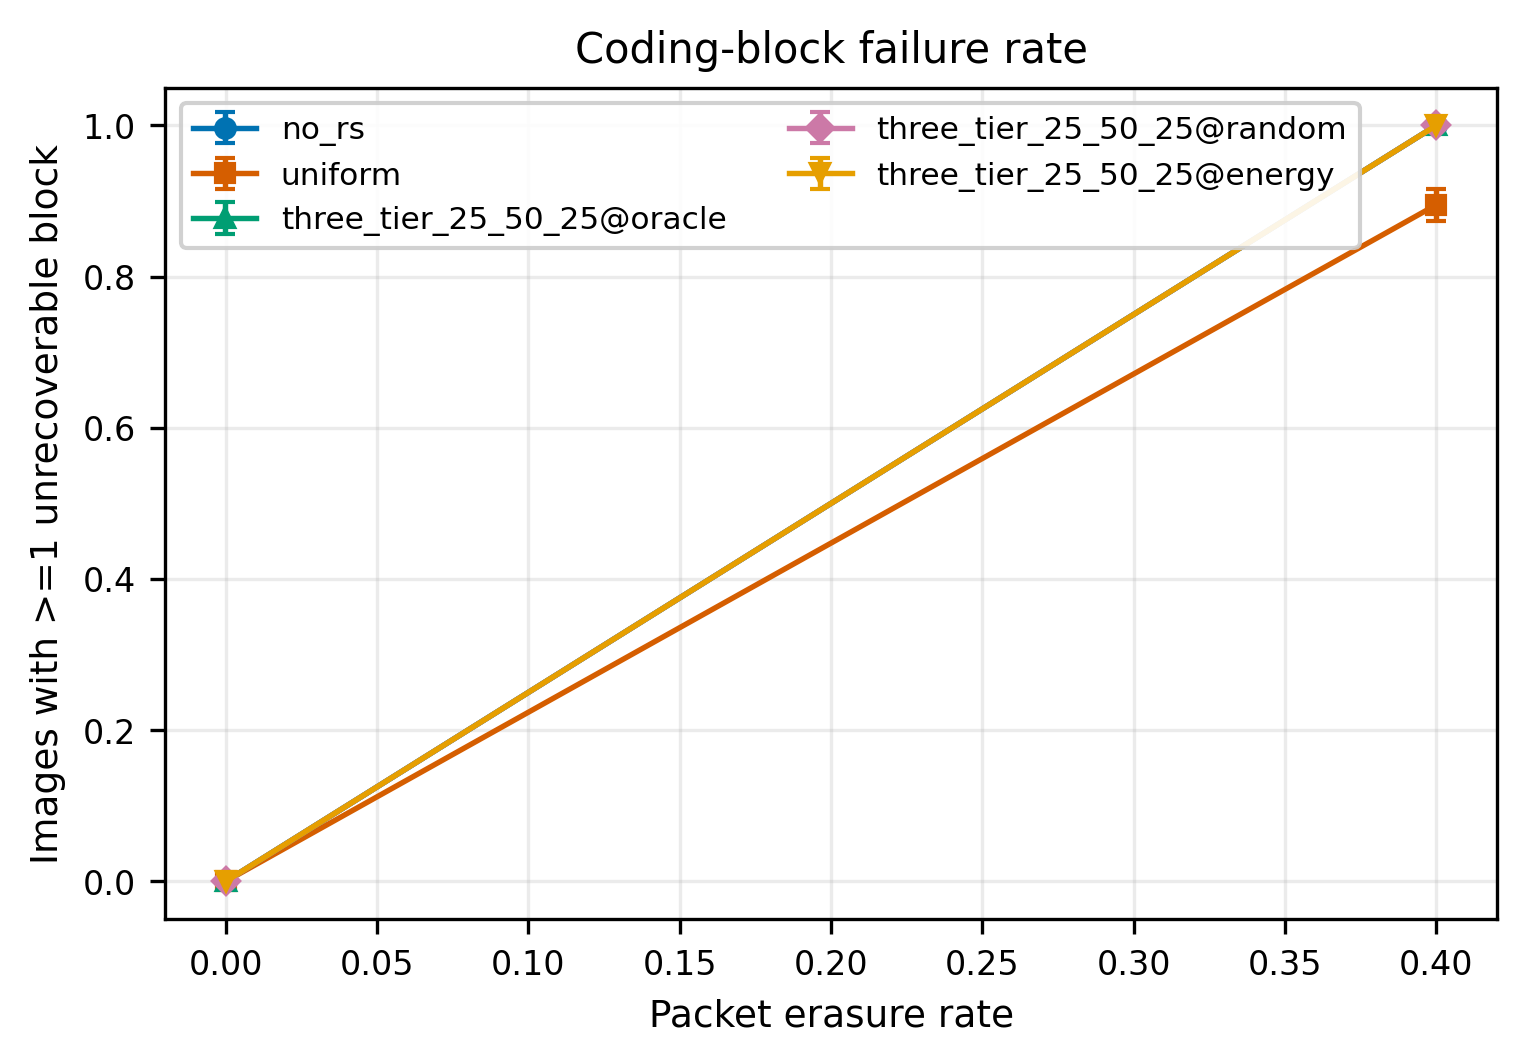 Coding-block failure rate
no_rs
uniform
three_tier_25_50_25@oracle
three_tier_25_50_25@random
three_tier_25_50_25@energy
Images with >=1 unrecoverable block
1.0
0.8
0.6
0.4
0.2
0.0
0.00 0.05 0.10 0.15 0.20 0.25 0.30 0.35 0.40
Packet erasure rate